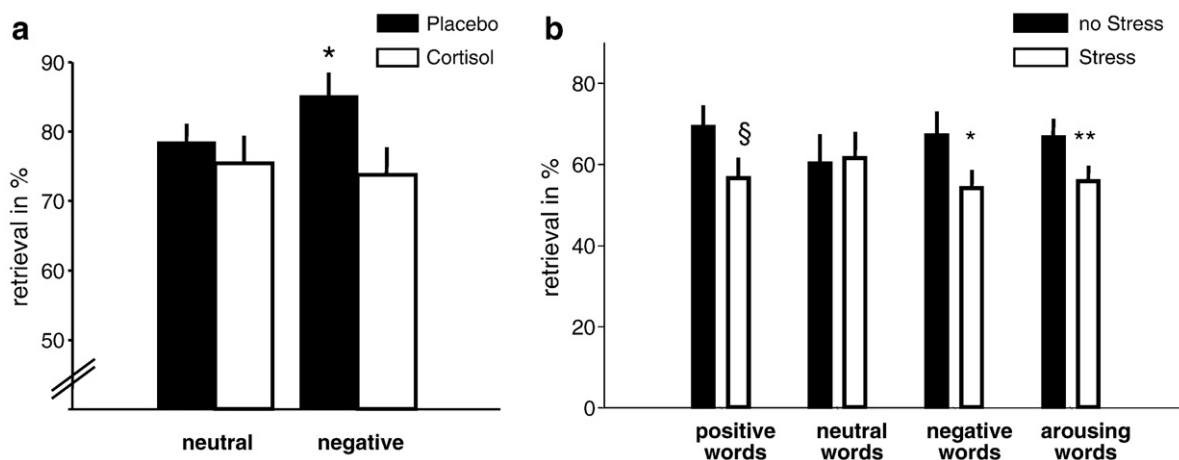 a
Placebo
Cortisol
retrieval in %
90
80
70
60
50
*
neutral negative
b
no Stress
Stress
retrieval in %
80
60
40
20
0
§ * **
positive words
neutral words
negative words
arousing words